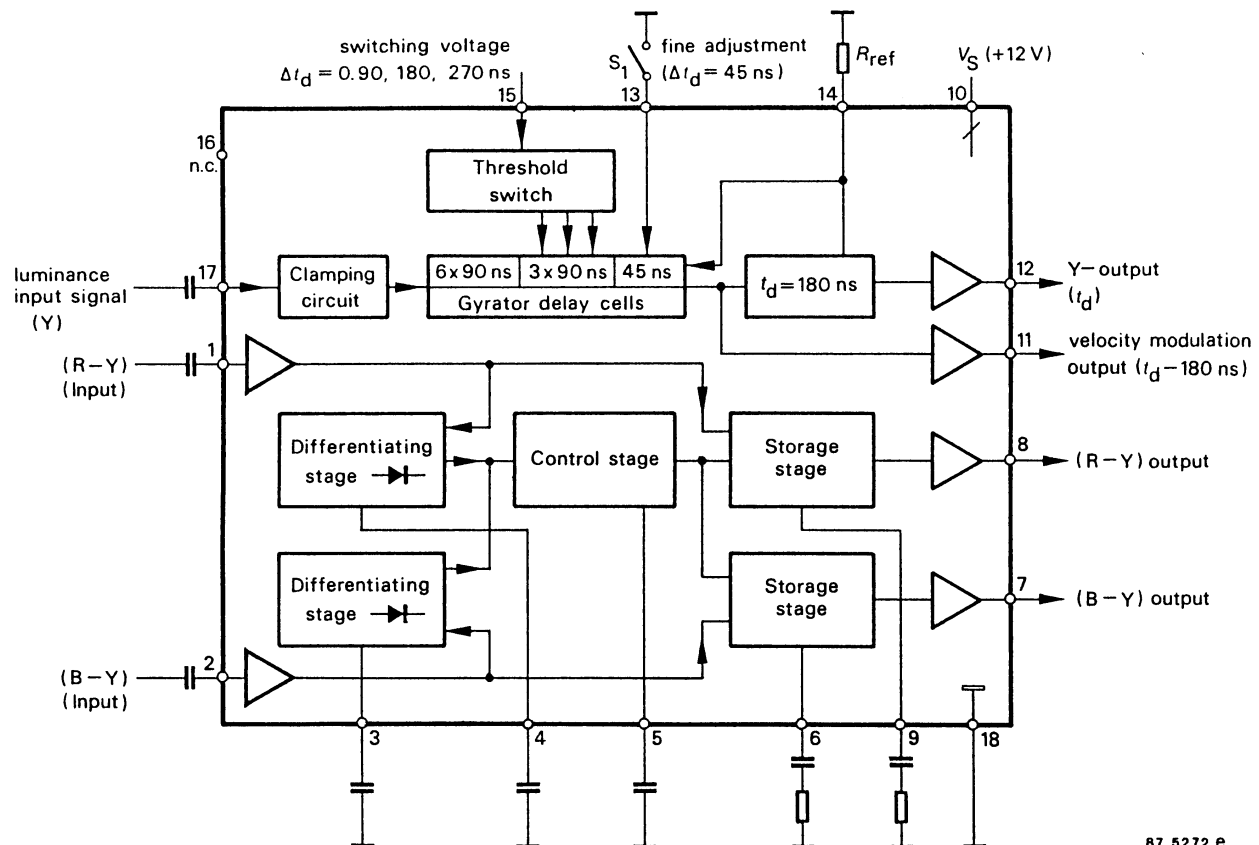 switching voltage
Δtd = 0.90, 180, 270 ns
S1
fine adjustment
(Δtd = 45 ns)
Rref
VS (+12 V)
15
13
14
10
16
n.c.
Threshold
switch
luminance
input signal
(Y)
17
Clamping
circuit
6 x 90 ns
3 x 90 ns
45 ns
Gyrator delay cells
td = 180 ns
12
Y-output
(td)
11
velocity modulation
output (td – 180 ns)
(R – Y)
(Input)
1
Differentiating
stage
Control stage
Storage
stage
8
(R – Y) output
Differentiating
stage
Storage
stage
7
(B – Y) output
(B – Y)
(Input)
2
3
4
5
6
9
18
87 5272 e